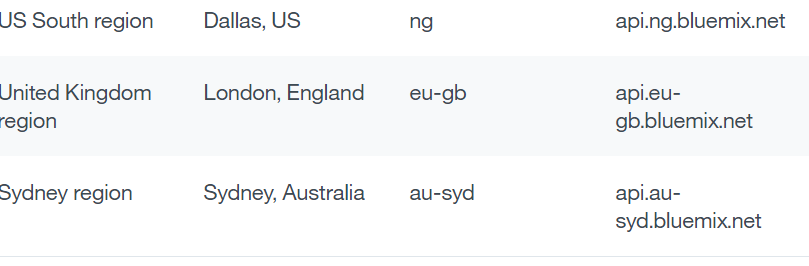 US South region Dallas, US ng api.ng.bluemix.net
United Kingdom London, England eu-gb api.eu-
region gb.bluemix.net
Sydney region Sydney, Australia au-syd api.au-
syd.bluemix.net